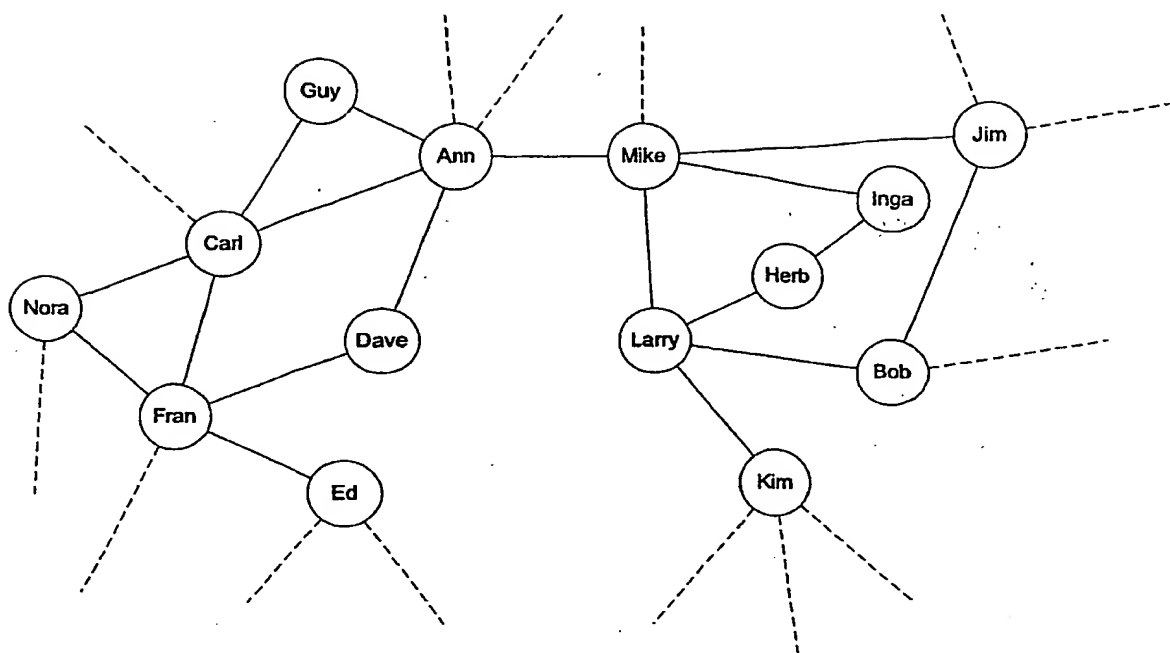 Guy
Ann
Mike
Jim
Inga
Carl
Herb
Nora
Dave
Larry
Bob
Fran
Ed
Kim